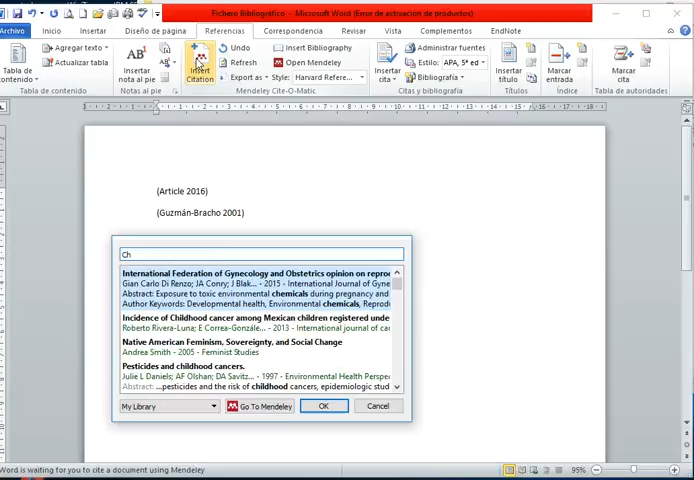 Fichero Bibliográfico - Microsoft Word (Error de activación de productos)
Archivo Inicio Insertar Diseño de página Referencias Correspondencia Revisar Vista Complementos EndNote
Tabla de contenido
Agregar texto
Actualizar tabla
Tabla de contenido
AB¹
Insertar nota al pie
Notas al pie
Insert Citation
Undo
Refresh
Export as
Insert Bibliography
Open Mendeley
Style: Harvard Refere...
Mendeley Cite-O-Matic
Insertar cita
Administrar fuentes
Estilo: APA, 5ª ed
Bibliografía
Citas y bibliografía
Insertar título
Títulos
Marcar entrada
Índice
Marcar cita
Tabla de autoridades
(Article 2016)
(Guzmán-Bracho 2001)
Ch
International Federation of Gynecology and Obstetrics opinion on repro
Gian Carlo Di Renzo; JA Conry; J Blak... - 2015 - International Journal of Gyne
Abstract: Exposure to toxic environmental chemicals during pregnancy and
Author Keywords: Developmental health, Environmental chemicals, Reprodu
Incidence of Childhood cancer among Mexican children registered unde
Roberto Rivera-Luna; E Correa-Gonzále... - 2013 - International journal of car
Native American Feminism, Sovereignty, and Social Change
Andrea Smith - 2005 - Feminist Studies
Pesticides and childhood cancers.
Julie L Daniels; AF Olshan; DA Savitz... - 1997 - Environmental Health Perspec
Abstract: ...pesticides and the risk of childhood cancers, epidemiologic stud
My Library Go To Mendeley OK Cancel
Word is waiting for you to cite a document using Mendeley
95%